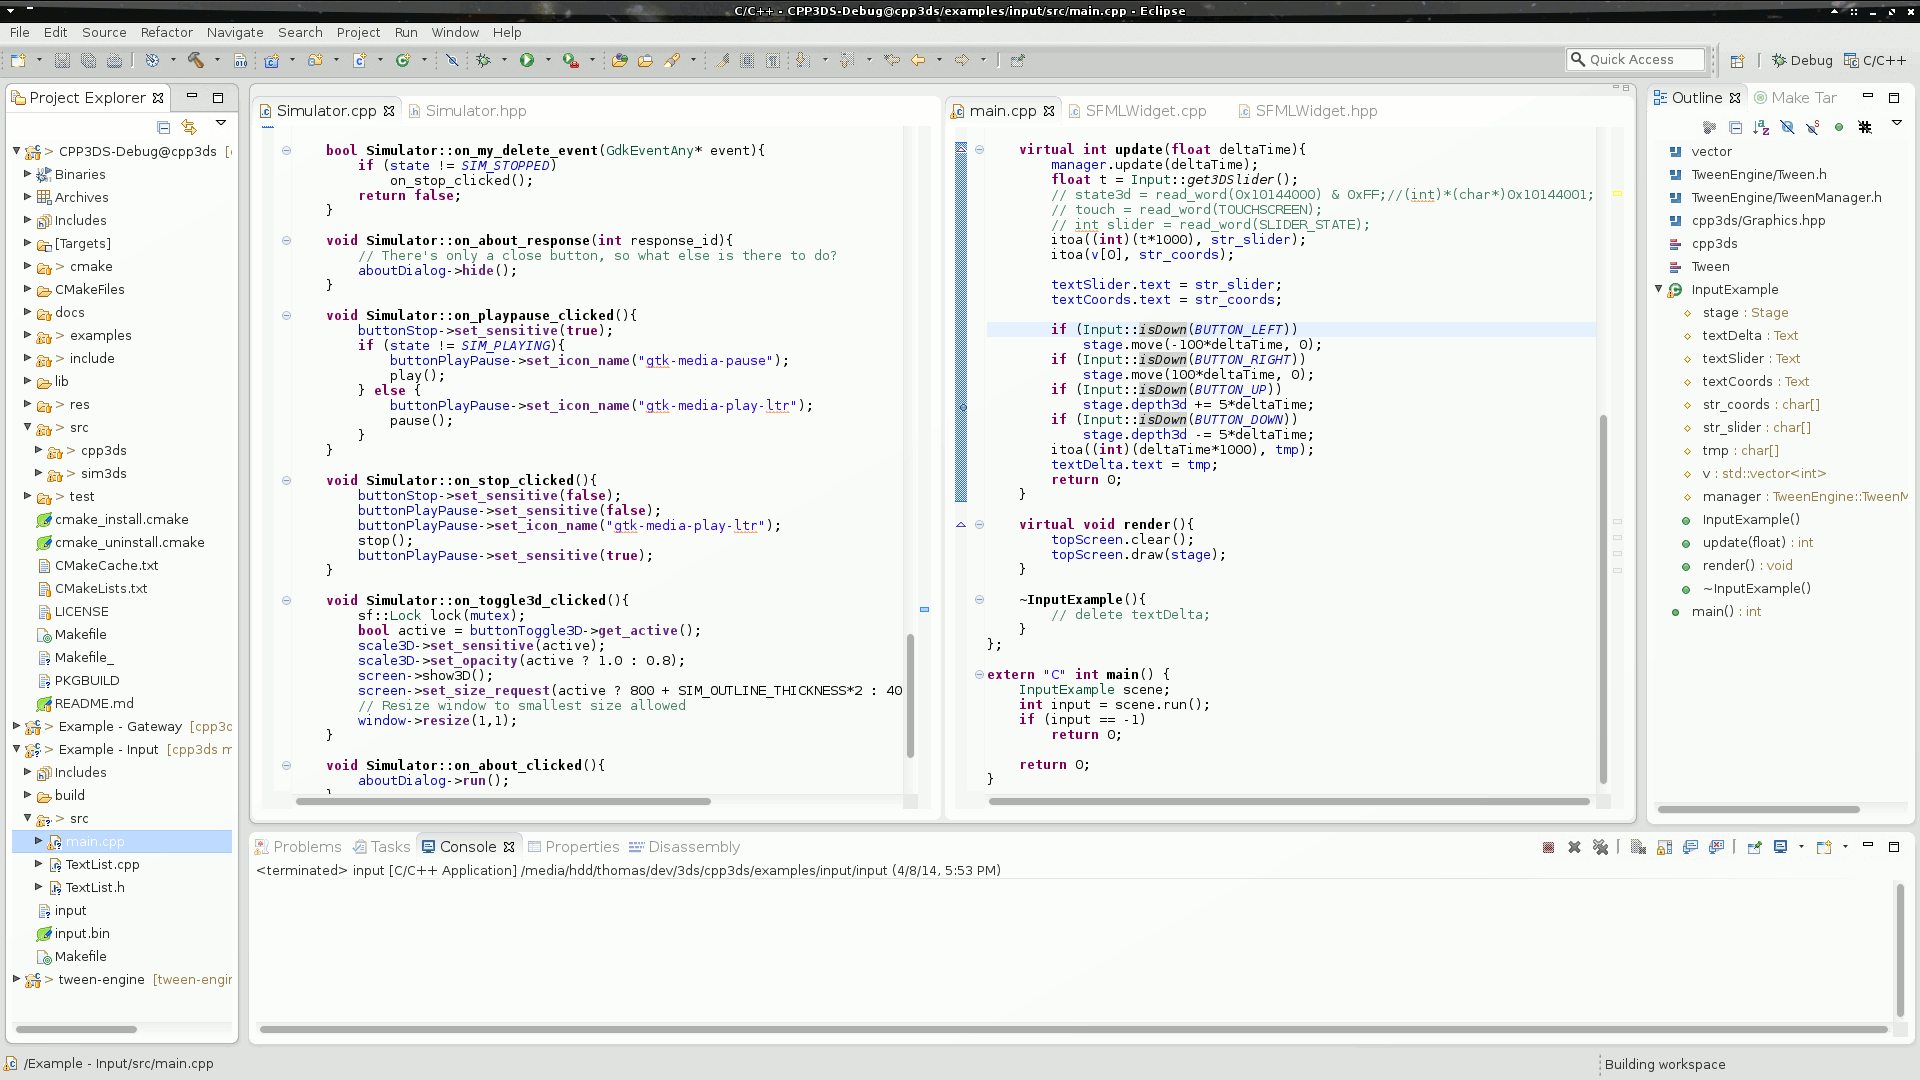 C/C++ - CPP3DS-Debug@cpp3ds/examples/input/src/main.cpp - Eclipse
File Edit Source Refactor Navigate Search Project Run Window Help
Quick Access
Debug
C/C++
Project Explorer
CPP3DS-Debug@cpp3ds
Binaries
Archives
Includes
[Targets]
> cmake
CMakeFiles
docs
> examples
> include
lib
> res
> src
> cpp3ds
> sim3ds
> test
cmake_install.cmake
cmake_uninstall.cmake
CMakeCache.txt
CMakeLists.txt
LICENSE
Makefile
Makefile_
PKGBUILD
README.md
> Example - Gateway [cpp3d
> Example - Input [cpp3ds m
Includes
build
> src
main.cpp
TextList.cpp
TextList.h
input
input.bin
Makefile
> tween-engine [tween-engir
Simulator.cpp
Simulator.hpp
bool Simulator::on_my_delete_event(GdkEventAny* event){
if (state != SIM_STOPPED)
on_stop_clicked();
return false;
}
void Simulator::on_about_response(int response_id){
// There's only a close button, so what else is there to do?
aboutDialog->hide();
}
void Simulator::on_playpause_clicked(){
buttonStop->set_sensitive(true);
if (state != SIM_PLAYING){
buttonPlayPause->set_icon_name("gtk-media-pause");
play();
} else {
buttonPlayPause->set_icon_name("gtk-media-play-ltr");
pause();
}
}
void Simulator::on_stop_clicked(){
buttonStop->set_sensitive(false);
buttonPlayPause->set_sensitive(false);
buttonPlayPause->set_icon_name("gtk-media-play-ltr");
stop();
buttonPlayPause->set_sensitive(true);
}
void Simulator::on_toggle3d_clicked(){
sf::Lock lock(mutex);
bool active = buttonToggle3D->get_active();
scale3D->set_sensitive(active);
scale3D->set_opacity(active ? 1.0 : 0.8);
screen->show3D();
screen->set_size_request(active ? 800 + SIM_OUTLINE_THICKNESS*2 : 40
// Resize window to smallest size allowed
window->resize(1,1);
}
void Simulator::on_about_clicked(){
aboutDialog->run();
main.cpp
SFMLWidget.cpp
SFMLWidget.hpp
virtual int update(float deltaTime){
manager.update(deltaTime);
float t = Input::get3DSlider();
// state3d = read_word(0x10144000) & 0xFF;//(int)*(char*)0x10144001;
// touch = read_word(TOUCHSCREEN);
// int slider = read_word(SLIDER_STATE);
itoa((int)(t*1000), str_slider);
itoa(v[0], str_coords);
textSlider.text = str_slider;
textCoords.text = str_coords;
if (Input::isDown(BUTTON_LEFT))
stage.move(-100*deltaTime, 0);
if (Input::isDown(BUTTON_RIGHT))
stage.move(100*deltaTime, 0);
if (Input::isDown(BUTTON_UP))
stage.depth3d += 5*deltaTime;
if (Input::isDown(BUTTON_DOWN))
stage.depth3d -= 5*deltaTime;
itoa((int)(deltaTime*1000), tmp);
textDelta.text = tmp;
return 0;
}
virtual void render(){
topScreen.clear();
topScreen.draw(stage);
}
~InputExample(){
// delete textDelta;
}
};
extern "C" int main() {
InputExample scene;
int input = scene.run();
if (input == -1)
return 0;
return 0;
}
Outline
Make Tar
vector
TweenEngine/Tween.h
TweenEngine/TweenManager.h
cpp3ds/Graphics.hpp
cpp3ds
Tween
InputExample
stage : Stage
textDelta : Text
textSlider : Text
textCoords : Text
str_coords : char[]
str_slider : char[]
tmp : char[]
v : std::vector<int>
manager : TweenEngine::TweenM
InputExample()
update(float) : int
render() : void
~InputExample()
main() : int
Problems
Tasks
Console
Properties
Disassembly
<terminated> input [C/C++ Application] /media/hdd/thomas/dev/3ds/cpp3ds/examples/input/input (4/8/14, 5:53 PM)
/Example - Input/src/main.cpp
Building workspace